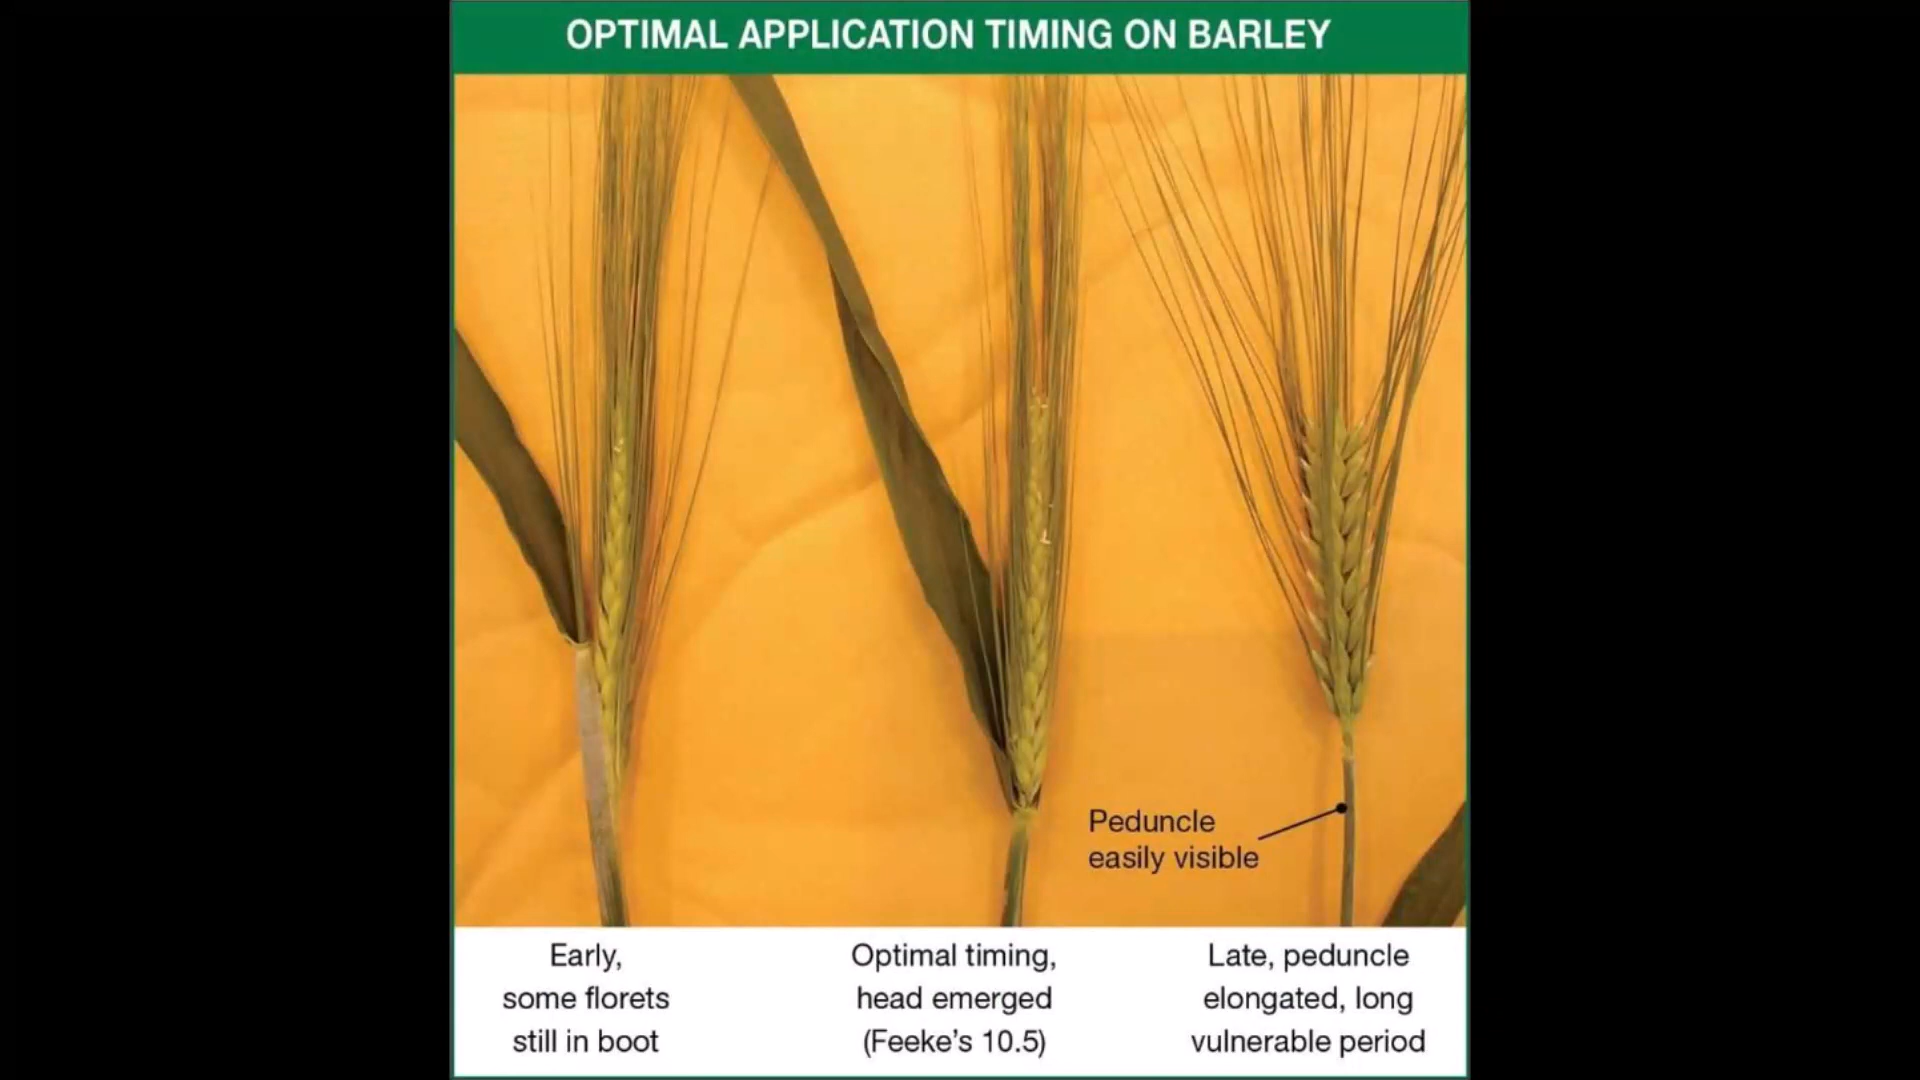 OPTIMAL APPLICATION TIMING ON BARLEY
Peduncle
easily visible
Early,
some florets
still in boot
Optimal timing,
head emerged
(Feeke's 10.5)
Late, peduncle
elongated, long
vulnerable period